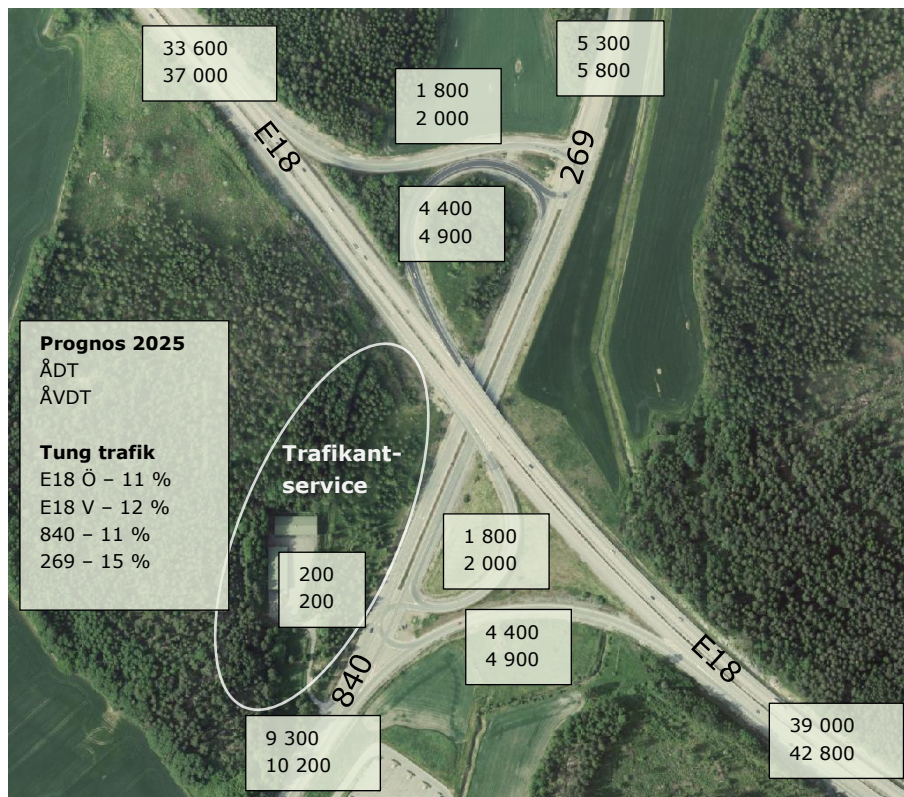 33 600
37 000
5 300
5 800
1 800
2 000
E18
269
4 400
4 900
Prognos 2025
ÅDT
ÅVDT
Tung trafik
E18 Ö – 11 %
E18 V – 12 %
840 – 11 %
269 – 15 %
Trafikant-
service
1 800
2 000
200
200
4 400
4 900
E18
840
9 300
10 200
39 000
42 800